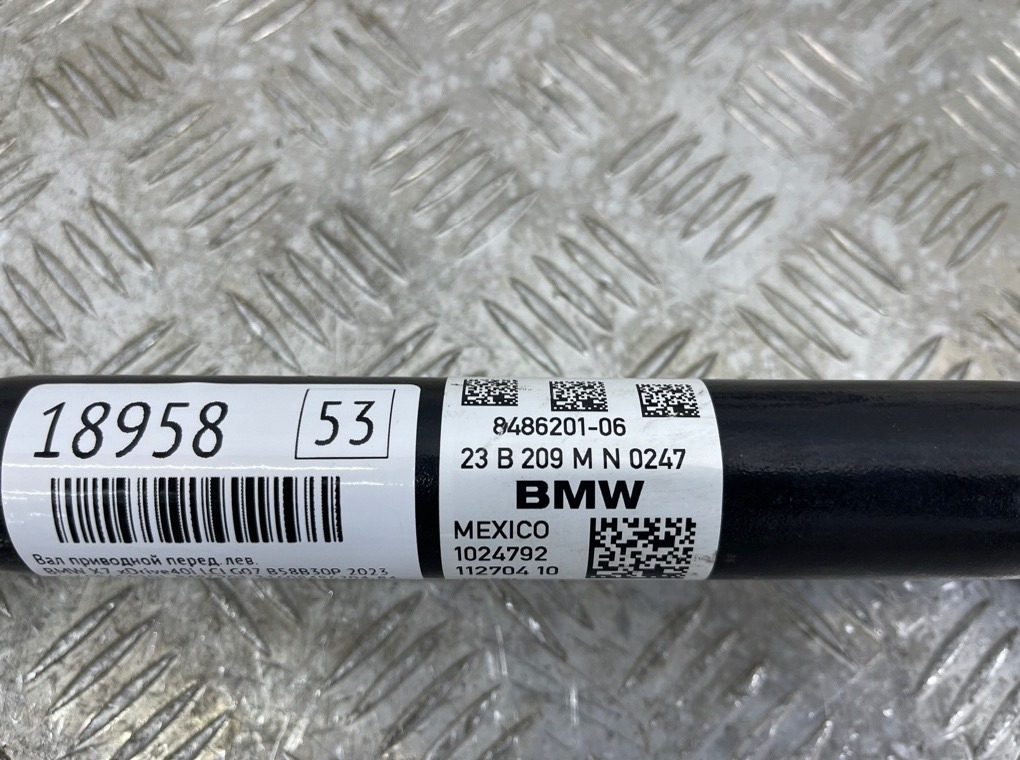 18958
53
Вал приводной перед. лев.
BMW X7 xDrive40i LCI G07 B58B30P 2023
8486201-06
23 B 209 M N 0247
BMW
MEXICO
1024792
112704 10